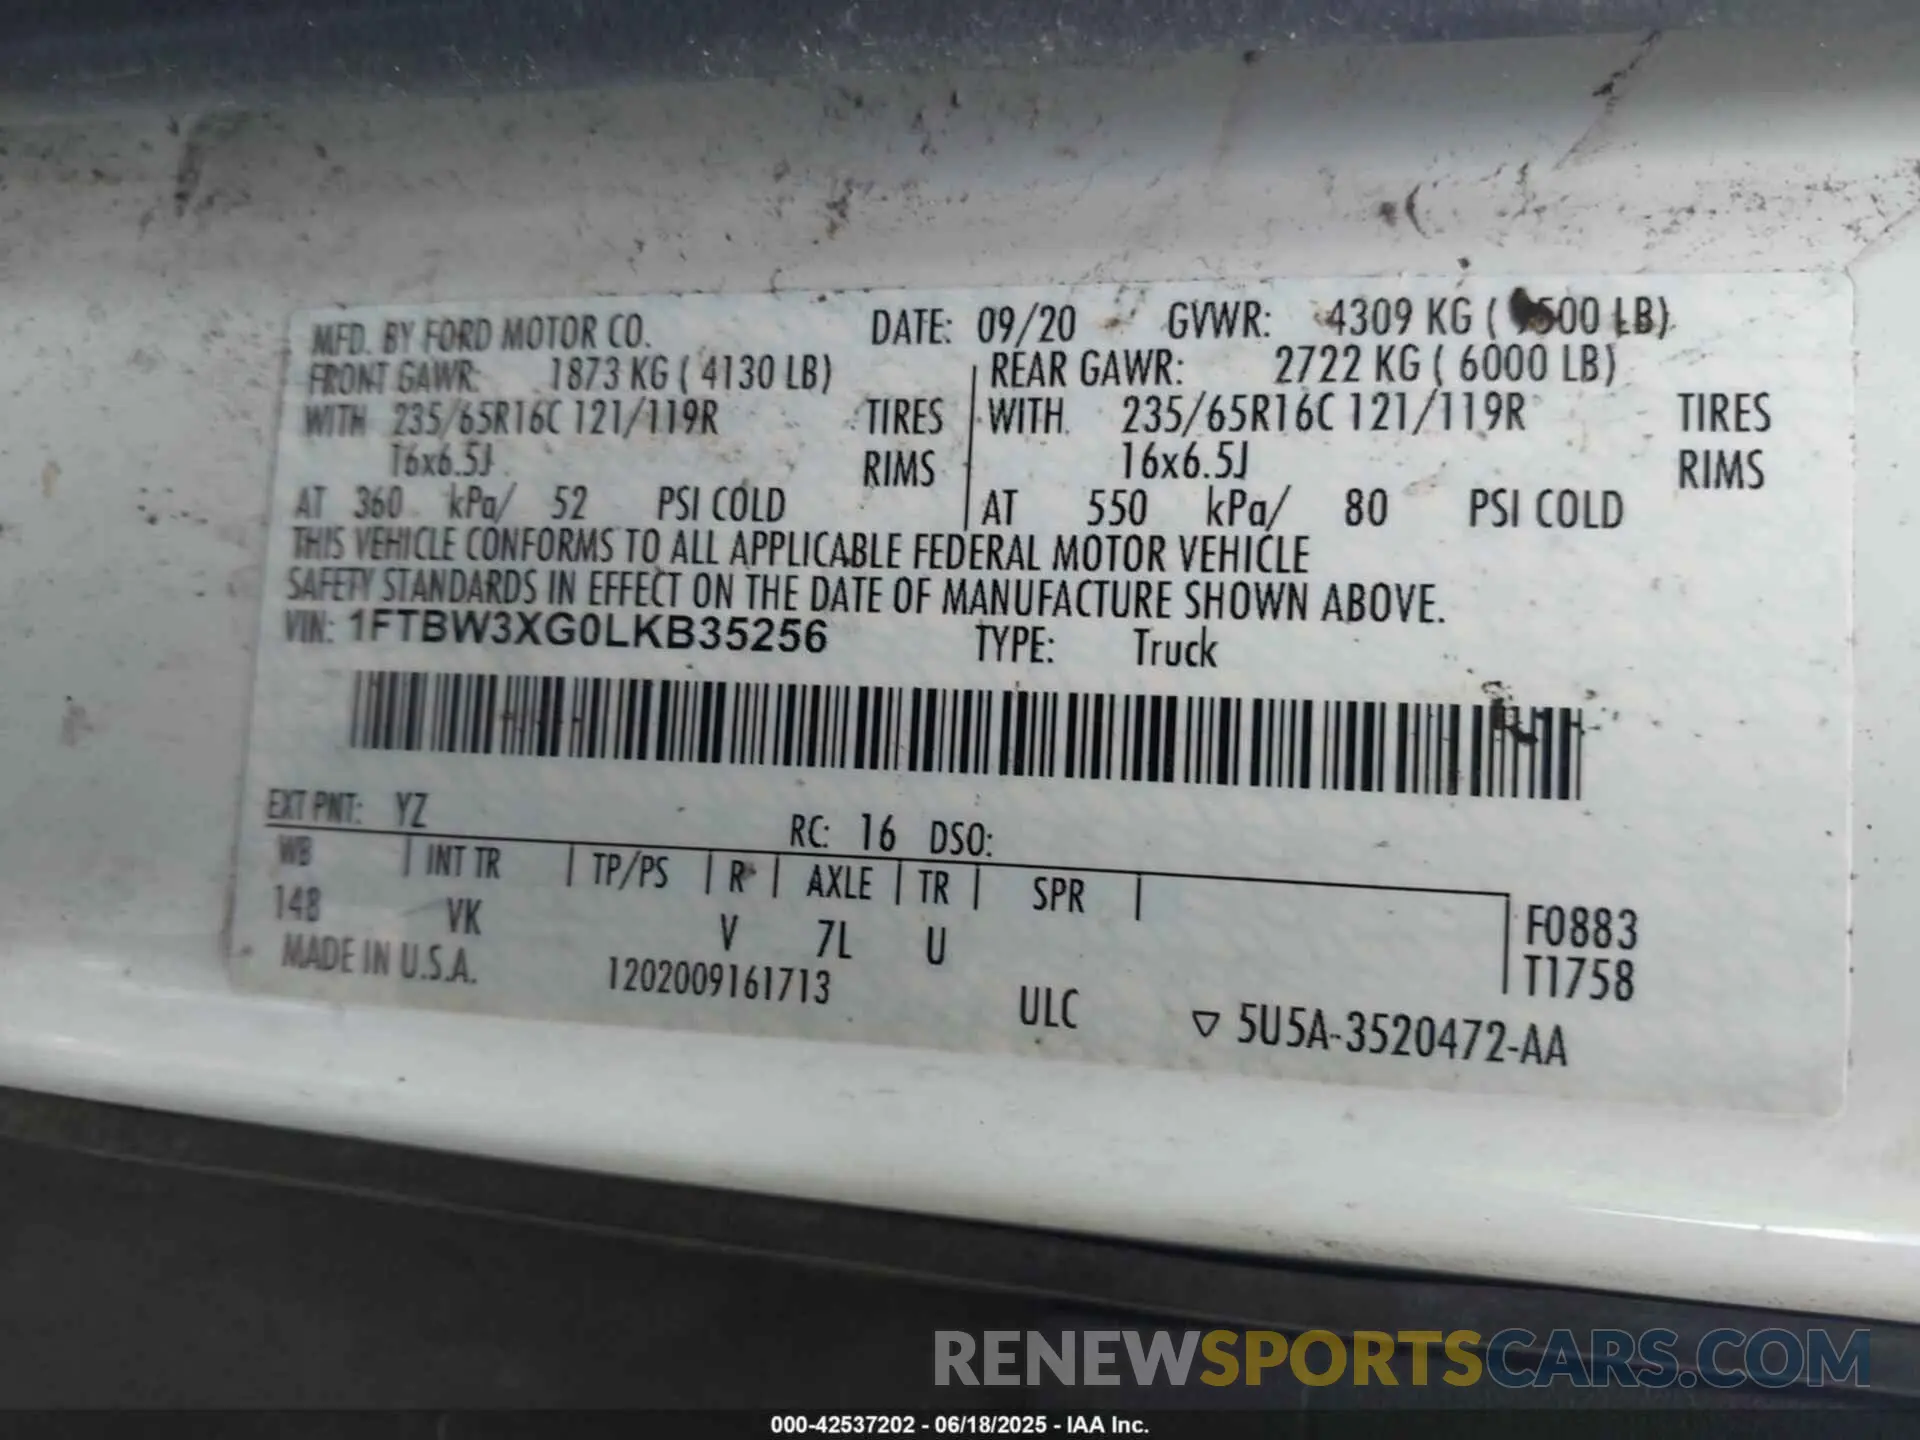 MFD. BY FORD MOTOR CO. DATE: 09/20 GVWR: 4309 KG ( 9500 LB)
FRONT GAWR: 1873 KG ( 4130 LB) REAR GAWR: 2722 KG ( 6000 LB)
WITH 235/65R16C 121/119R TIRES WITH 235/65R16C 121/119R TIRES
16x6.5J RIMS 16x6.5J RIMS
AT 360 kPa/ 52 PSI COLD AT 550 kPa/ 80 PSI COLD
THIS VEHICLE CONFORMS TO ALL APPLICABLE FEDERAL MOTOR VEHICLE
SAFETY STANDARDS IN EFFECT ON THE DATE OF MANUFACTURE SHOWN ABOVE.
VIN: 1FTBW3XG0LKB35256 TYPE: Truck
EXT PNT: YZ RC: 16 DSO:
WB INT TR TP/PS R AXLE TR SPR
148 VK V 7L U F0883
T1758
MADE IN U.S.A. 1202009161713 ULC ▽ 5U5A-3520472-AA
RENEWSPORTSCARS.COM
000-42537202 - 06/18/2025 - IAA Inc.